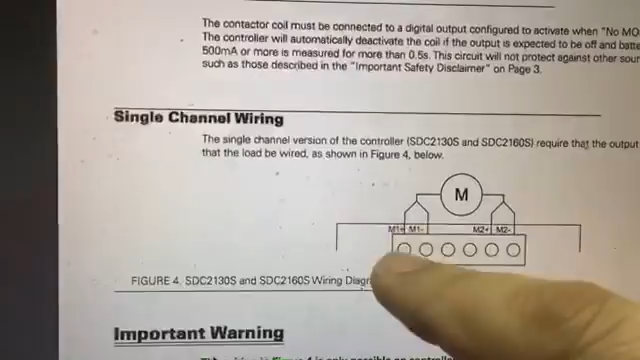 The contactor coil must be connected to a digital output configured to activate when "No MO
The controller will automatically deactivate the coil if the output is expected to be off and batte
500mA or more is measured for more than 0.5s. This circuit will not protect against other sour
such as those described in the "Important Safety Disclaimer" on Page 3.
Single Channel Wiring
The single channel version of the controller (SDC2130S and SDC2160S) require that the output
that the load be wired, as shown in Figure 4, below.
M
M1+ M1- M2+ M2-
FIGURE 4. SDC2130S and SDC2160S Wiring Diagr
Important Warning